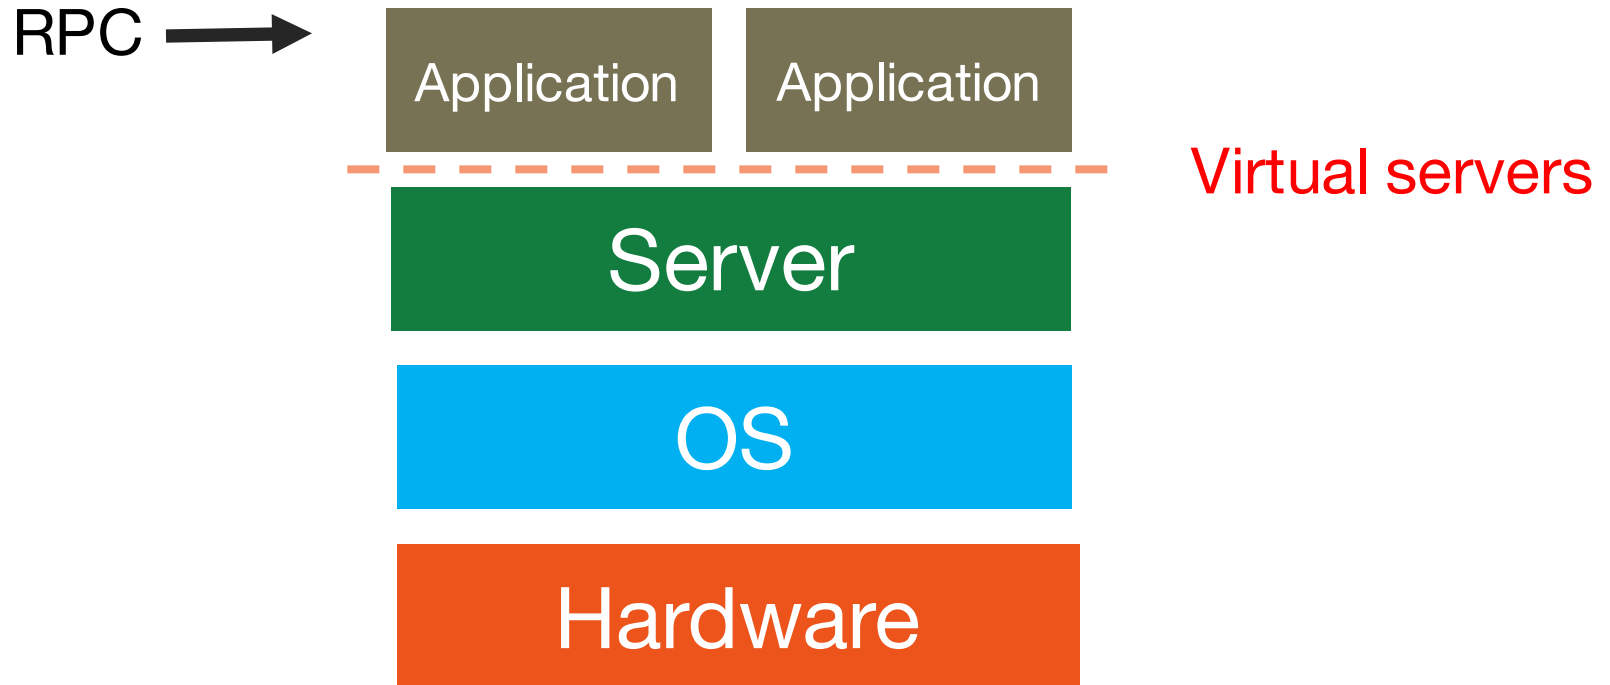 RPC
Application
Application
Virtual servers
Server
OS
Hardware